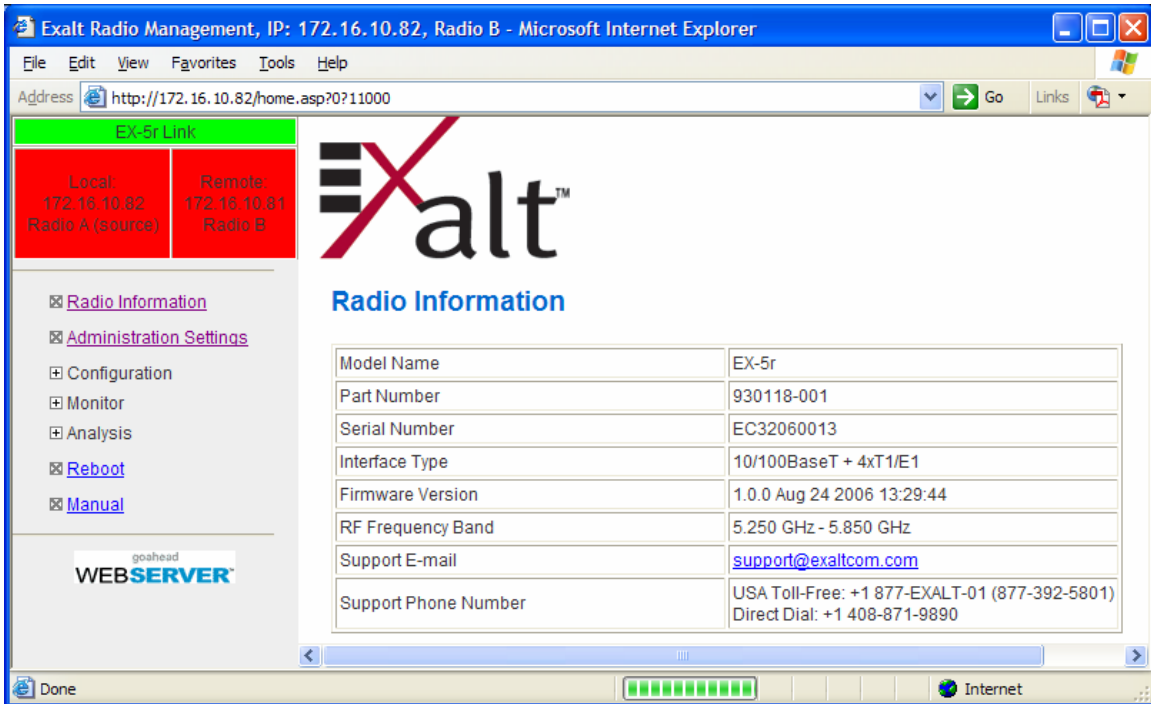 Exalt Radio Management, IP: 172.16.10.82, Radio B - Microsoft Internet Explorer
File Edit View Favorites Tools Help
Address http://172.16.10.82/home.asp?0?11000 Go Links
EX-5r Link
Local:
172.16.10.82
Radio A (source)
Remote:
172.16.10.81
Radio B
Radio Information
Administration Settings
Configuration
Monitor
Analysis
Reboot
Manual
goahead
WEBSERVER™
Exalt™
Radio Information
Model Name EX-5r
Part Number 930118-001
Serial Number EC32060013
Interface Type 10/100BaseT + 4xT1/E1
Firmware Version 1.0.0 Aug 24 2006 13:29:44
RF Frequency Band 5.250 GHz - 5.850 GHz
Support E-mail support@exaltcom.com
Support Phone Number USA Toll-Free: +1 877-EXALT-01 (877-392-5801)
Direct Dial: +1 408-871-9890
Done Internet